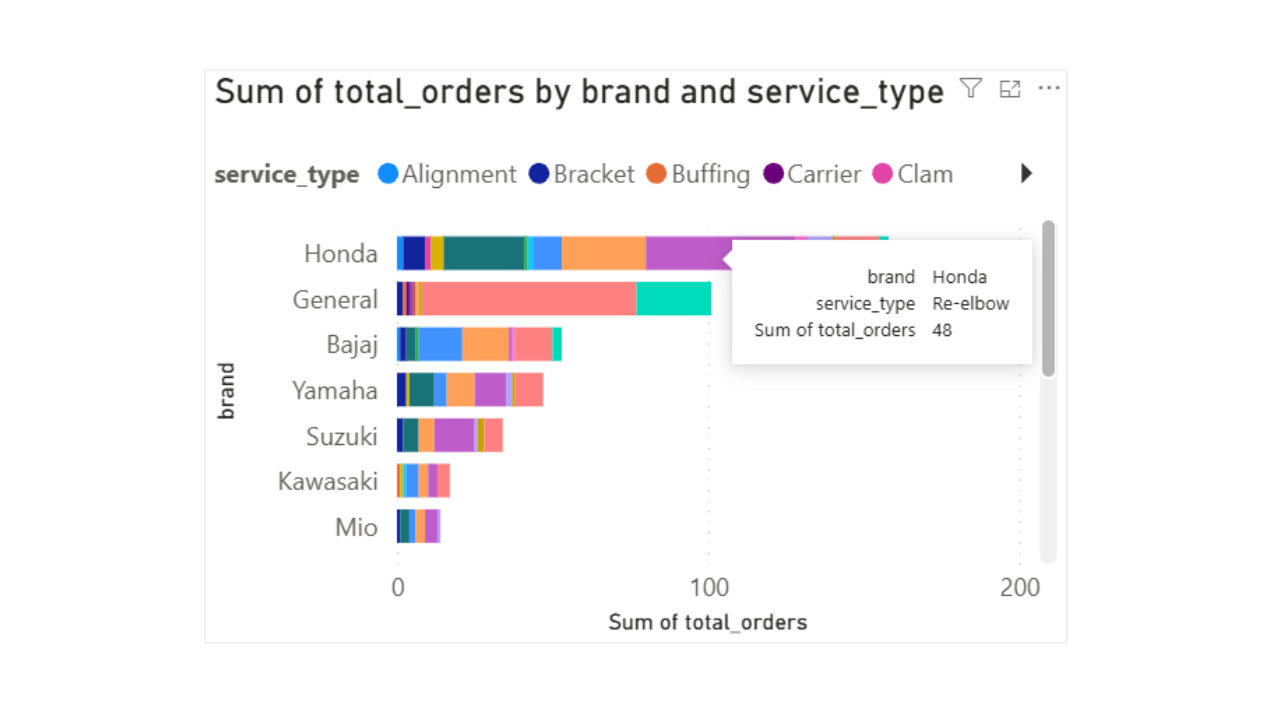 Sum of total_orders by brand and service_type
service_type Alignment Bracket Buffing Carrier Clam
Honda
General
Bajaj
Yamaha
Suzuki
Kawasaki
Mio
brand
brand Honda
service_type Re-elbow
Sum of total_orders 48
0 100 200
Sum of total_orders